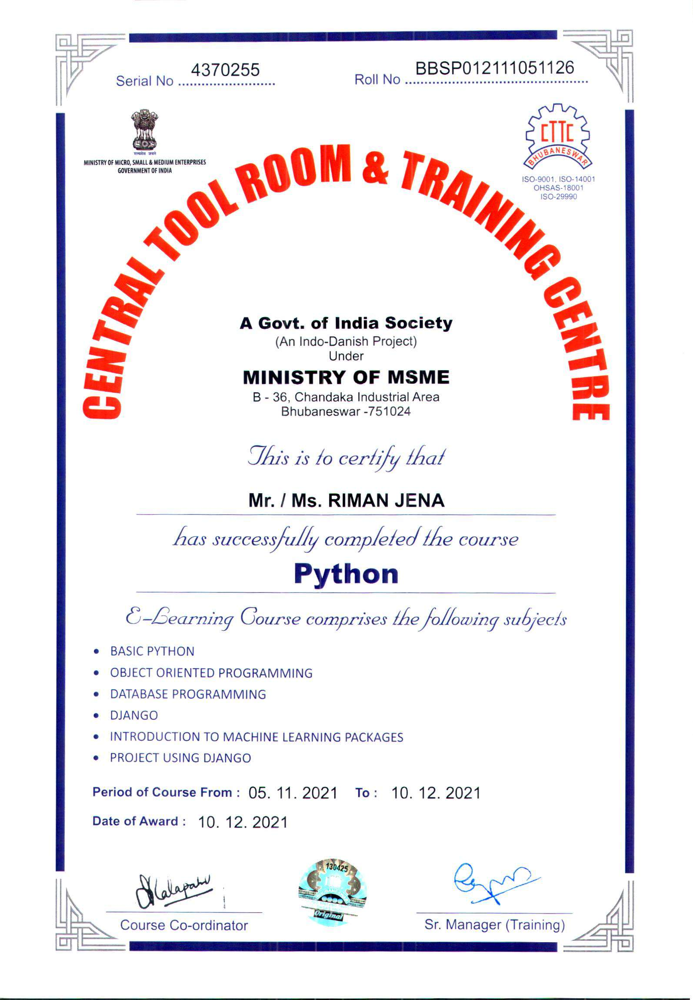 Serial No ........................ 4370255
Roll No ............................................. BBSP012111051126
सत्यमेव जयते
MINISTRY OF MICRO, SMALL & MEDIUM ENTERPRISES
GOVERNMENT OF INDIA
CTTC
BHUBANESWAR
ISO-9001, ISO-14001
OHSAS-18001
ISO-29990
CENTRAL TOOL ROOM & TRAINING CENTRE
A Govt. of India Society
(An Indo-Danish Project)
Under
MINISTRY OF MSME
B - 36, Chandaka Industrial Area
Bhubaneswar -751024
This is to certify that
Mr. / Ms. RIMAN JENA
has successfully completed the course
Python
E-Learning Course comprises the following subjects
• BASIC PYTHON
• OBJECT ORIENTED PROGRAMMING
• DATABASE PROGRAMMING
• DJANGO
• INTRODUCTION TO MACHINE LEARNING PACKAGES
• PROJECT USING DJANGO
Period of Course From : 05. 11. 2021 To : 10. 12. 2021
Date of Award : 10. 12. 2021
130425
Original
Course Co-ordinator
Sr. Manager (Training)